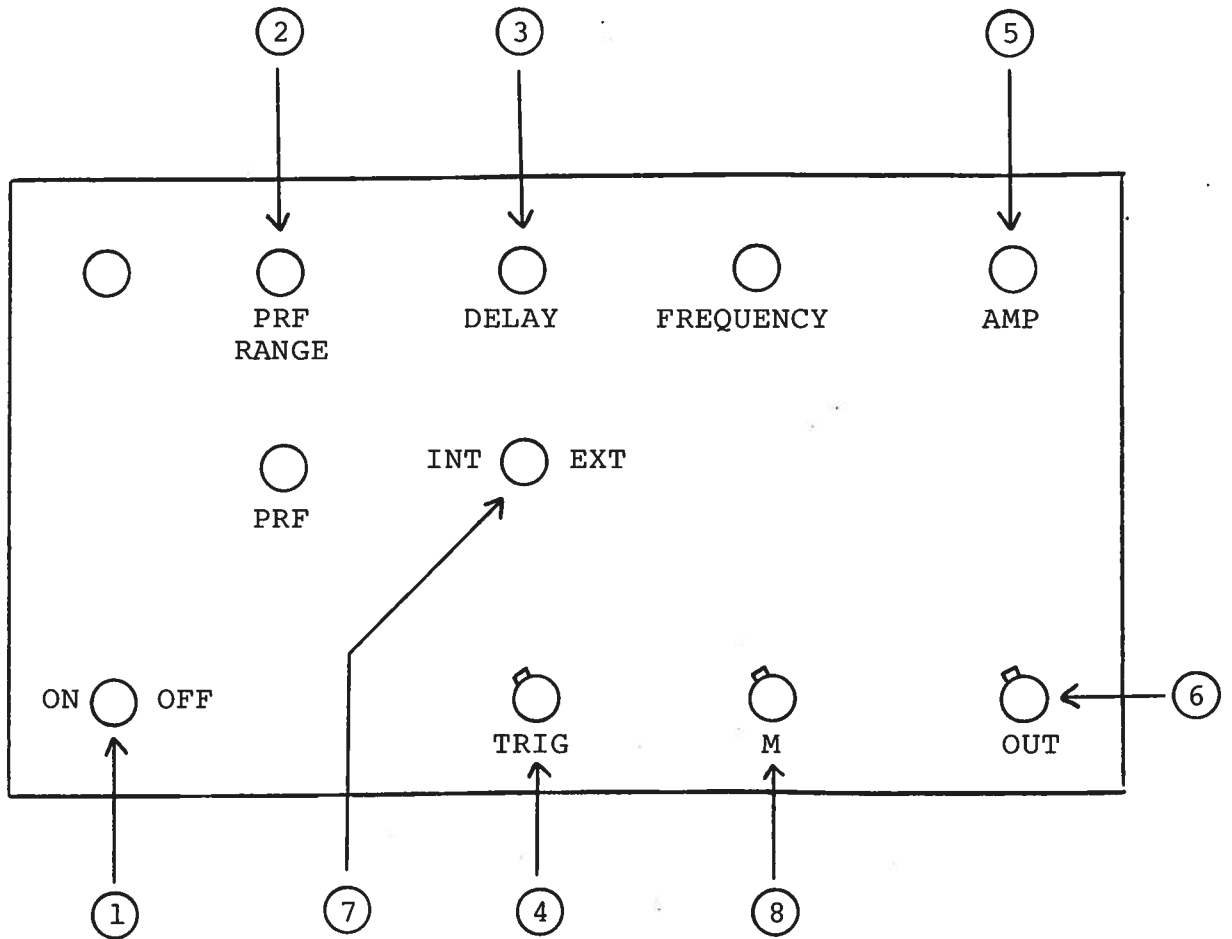 2 3 5
PRF RANGE DELAY FREQUENCY AMP
INT EXT
PRF
ON OFF
TRIG M OUT
6
1 7 4 8